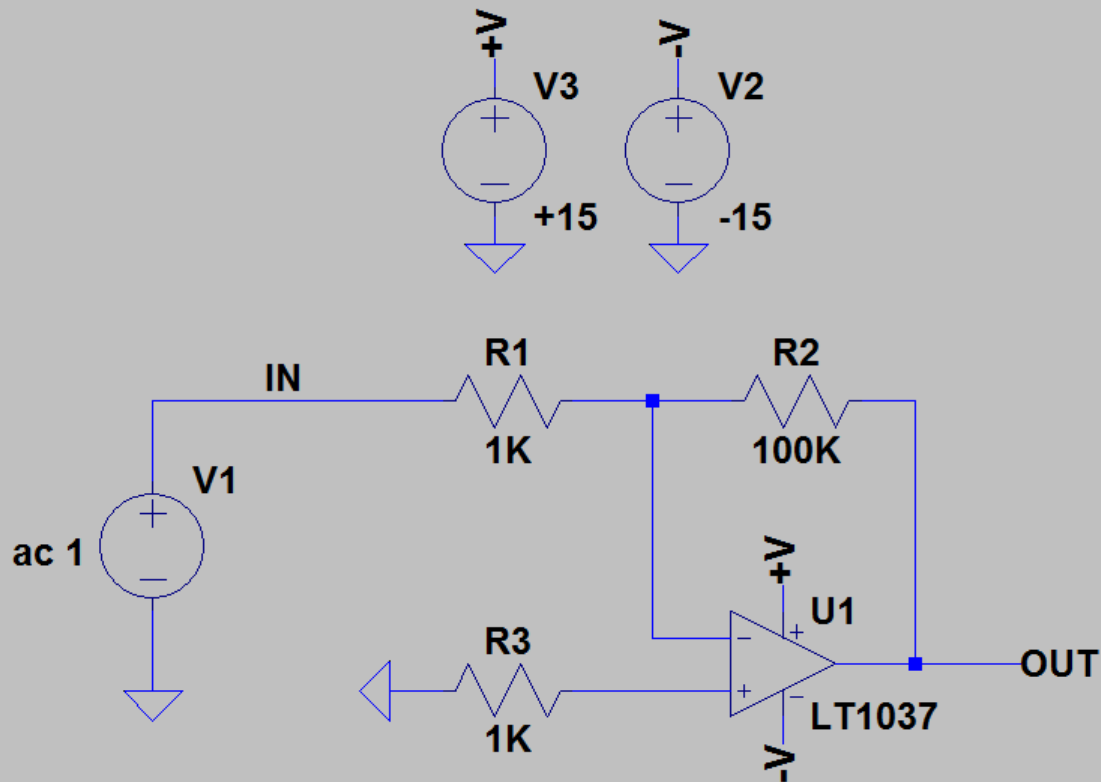 +V
-V
V3
V2
+15
-15
R1
R2
IN
1K
100K
V1
ac 1
+V
U1
R3
OUT
1K
LT1037
-V